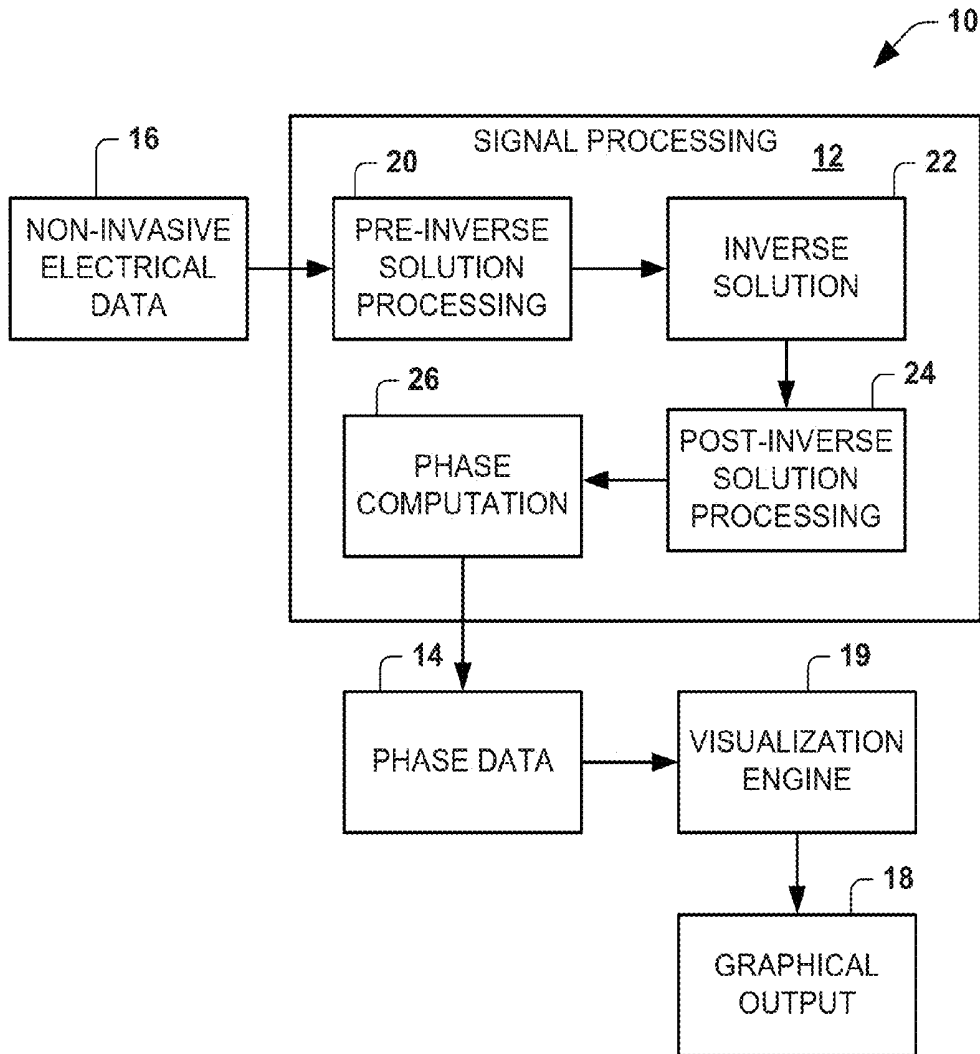 10
SIGNAL PROCESSING
12
16
NON-INVASIVE
ELECTRICAL
DATA
20
PRE-INVERSE
SOLUTION
PROCESSING
22
INVERSE
SOLUTION
24
POST-INVERSE
SOLUTION
PROCESSING
26
PHASE
COMPUTATION
14
PHASE DATA
19
VISUALIZATION
ENGINE
18
GRAPHICAL
OUTPUT